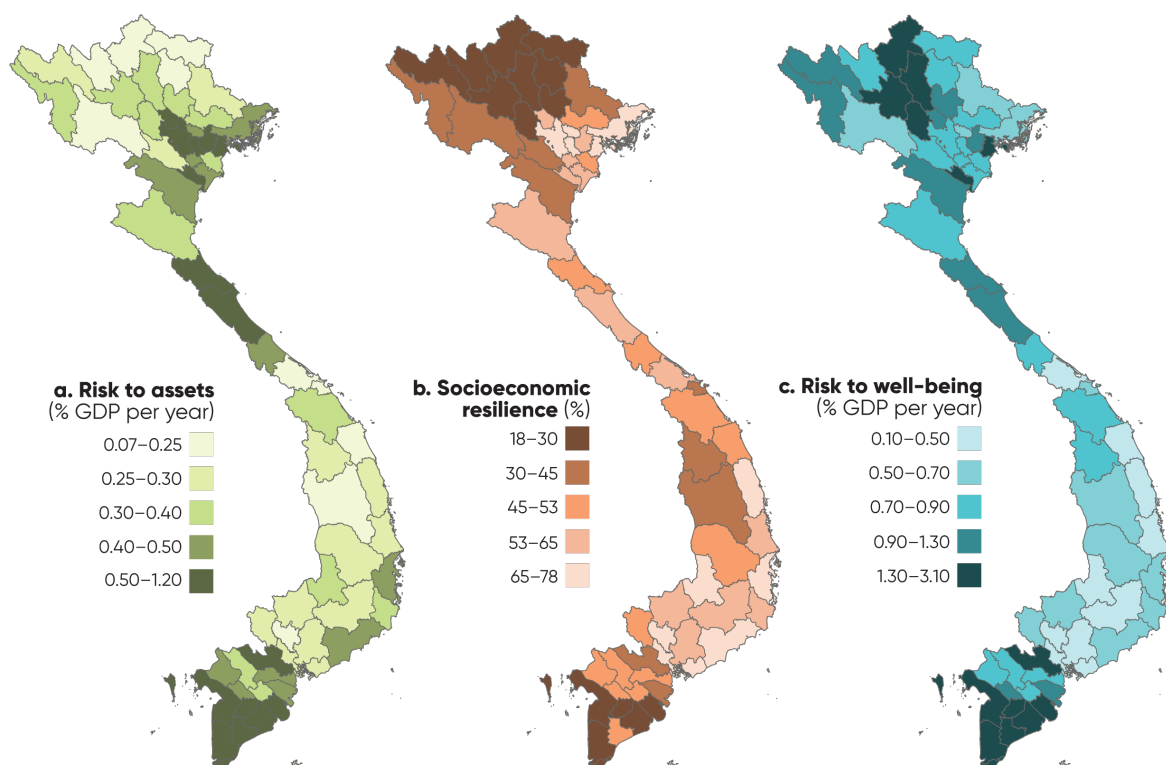 a. Risk to assets
(% GDP per year)
0.07–0.25
0.25–0.30
0.30–0.40
0.40–0.50
0.50–1.20
b. Socioeconomic
resilience (%)
18–30
30–45
45–53
53–65
65–78
c. Risk to well-being
(% GDP per year)
0.10–0.50
0.50–0.70
0.70–0.90
0.90–1.30
1.30–3.10